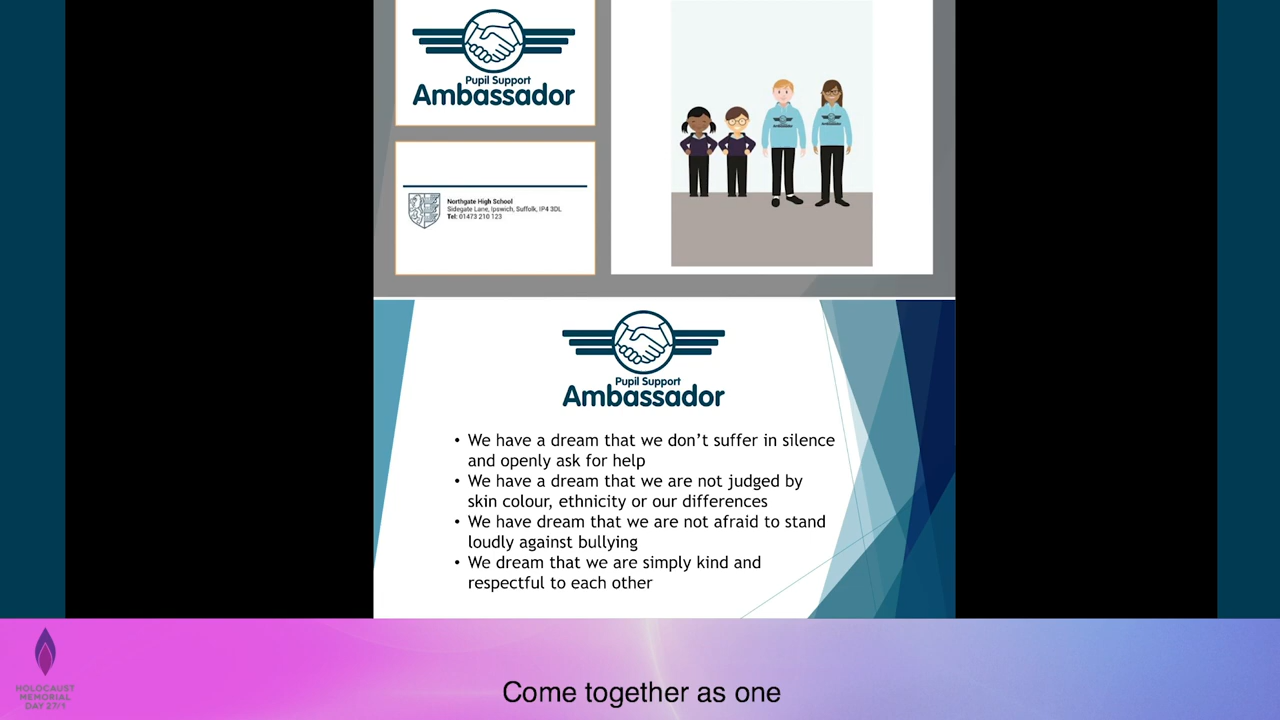 Pupil Support
Ambassador
Northgate High School
Sidegate Lane, Ipswich, Suffolk, IP4 3DL
Tel: 01473 210 123
Ambassador
Ambassador
Pupil Support
Ambassador
• We have a dream that we don't suffer in silence
and openly ask for help
• We have a dream that we are not judged by
skin colour, ethnicity or our differences
• We have dream that we are not afraid to stand
loudly against bullying
• We dream that we are simply kind and
respectful to each other
HOLOCAUST
MEMORIAL
DAY 27/1
Come together as one